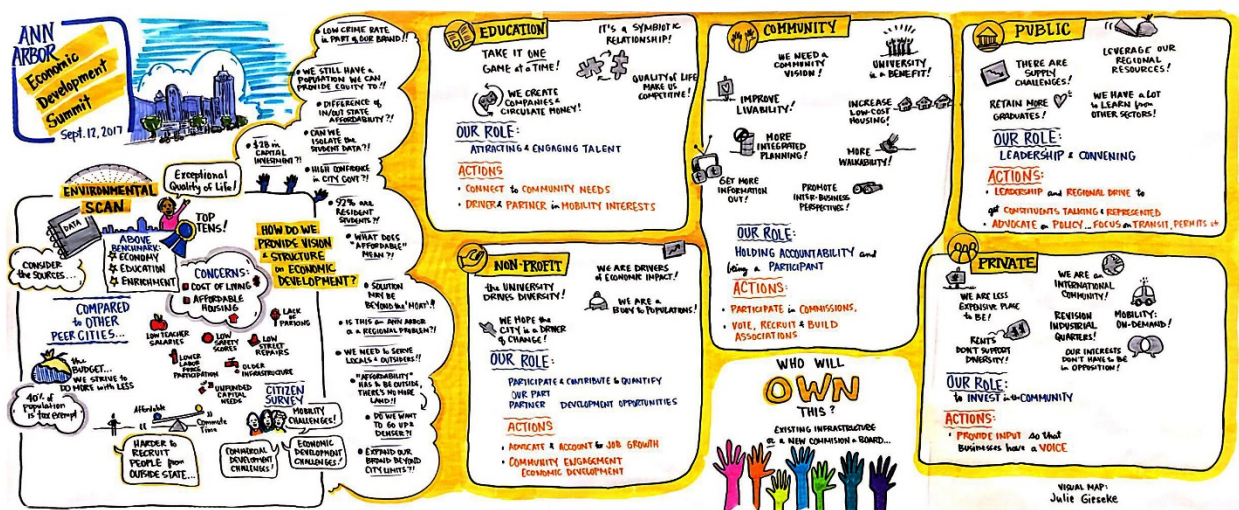 ANN
ARBOR
Economic
Development
Summit
Sept. 12, 2017
ENVIRONMENTAL
SCAN
DATA
CONSIDER
the SOURCES...
Exceptional
Quality of Life!
TOP
TENS!
ABOVE
BENCHMARK:
☆ ECONOMY
☆ EDUCATION
☆ ENRICHMENT
CONCERNS:
COST OF LIVING
AFFORDABLE
HOUSING
COMPARED
to OTHER
PEER CITIES...
LOW TEACHER
SALARIES
LOW
SAFETY
SCORES
LACK
OF
PARKING
LOW
STREET
REPAIRS
LOWER
LABOR
FORCE
PARTICIPATION
OLDER
INFRASTRUCTURE
UNFUNDED
CAPITAL
NEEDS
the
BUDGET...
WE STRIVE to
DO MORE with LESS
40% of
population
is tax exempt
Affordable
Commute
Time
HARDER to
RECRUIT
PEOPLE from
OUTSIDE STATE...
CITIZEN
SURVEY
MOBILITY
CHALLENGES!
COMMERCIAL
DEVELOPMENT
CHALLENGES!
ECONOMIC
DEVELOPMENT
CHALLENGES!
HOW DO WE
PROVIDE VISION
& STRUCTURE
on ECONOMIC
DEVELOPMENT?
• LOW CRIME RATE
is PART of OUR BRAND!!
• WE STILL HAVE a
POPULATION WE CAN
PROVIDE EQUITY TO?!
• DIFFERENCE of
IN/OUT STATE
AFFORDABILITY?!
• $2B in
CAPITAL
INVESTMENT?!
• CAN WE
ISOLATE the
STUDENT DATA?!
• HIGH CONFIDENCE
in CITY GOVT?!
• 92% ARE
RESIDENT
STUDENTS?!
• WHAT DOES
"AFFORDABLE"
MEAN?!
• SOLUTION
MAY BE
BEYOND the "MOAT"!
• IS THIS an ANN ARBOR
or a REGIONAL PROBLEM?!
• WE NEED to SERVE
LOCALS & OUTSIDERS!!
• "AFFORDABILITY"
HAS to BE OUTSIDE,
THERE'S NO MORE
LAND!!
• DO WE WANT
TO GO UP &
DENSER?!
• EXPAND OUR
BRAND BEYOND
CITY LIMITS?!
EDUCATION
TAKE IT ONE
GAME at a TIME!
IT'S a SYMBIOTIC
RELATIONSHIP!
WE CREATE
COMPANIES &
CIRCULATE MONEY!
QUALITY of LIFE
MAKE US
COMPETITIVE!
OUR ROLE:
ATTRACTING & ENGAGING TALENT
ACTIONS
• CONNECT to COMMUNITY NEEDS
• DRIVER & PARTNER in MOBILITY INTERESTS
NON-PROFIT
the UNIVERSITY
DRIVES DIVERSITY!
WE ARE DRIVERS
of ECONOMIC IMPACT!
WE ARE a
BUOY to POPULATIONS!
WE HOPE the
CITY is a DRIVER
of CHANGE!
OUR ROLE:
PARTICIPATE & CONTRIBUTE to QUANTIFY
OUR PART
PARTNER DEVELOPMENT OPPORTUNITIES
ACTIONS
• ADVOCATE & ACCOUNT for JOB GROWTH
• COMMUNITY ENGAGEMENT
ECONOMIC DEVELOPMENT
COMMUNITY
WE NEED a
COMMUNITY
VISION!
UNIVERSITY
is a BENEFIT!
IMPROVE
LIVABILITY!
INCREASE
LOW-COST
HOUSING!
MORE
INTEGRATED
PLANNING!
MORE
WALKABILITY!
GET MORE
INFORMATION
OUT!
PROMOTE
INTER-BUSINESS
PERSPECTIVES!
OUR ROLE:
HOLDING ACCOUNTABILITY and
being a PARTICIPANT
ACTIONS:
• PARTICIPATE in COMMISSIONS,
• VOTE, RECRUIT & BUILD
ASSOCIATIONS
WHO WILL
OWN
THIS?
EXISTING INFRASTRUCTURE
or a NEW COMMISION or BOARD...
PUBLIC
THERE ARE
SUPPLY
CHALLENGES!
LEVERAGE OUR
REGIONAL
RESOURCES!
RETAIN MORE
GRADUATES!
WE HAVE A LOT
to LEARN from
OTHER SECTORS!
OUR ROLE:
LEADERSHIP & CONVENING
ACTIONS:
• LEADERSHIP and REGIONAL DRIVE to
get CONSTITUENTS TALKING & REPRESENTED
• ADVOCATE on POLICY... FOCUS on TRANSIT, PERMITS
PRIVATE
WE ARE LESS
EXPENSIVE PLACE
to BE!
WE ARE an
INTERNATIONAL
COMMUNITY!
REVISION
INDUSTRIAL
QUARTERS!
MOBILITY:
ON-DEMAND!
RENTS
DON'T SUPPORT
DIVERSITY!
OUR INTERESTS
DON'T HAVE to BE
in OPPOSITION!
OUR ROLE:
to INVEST in the COMMUNITY
ACTIONS:
• PROVIDE INPUT so that
BUSINESSES have a VOICE
VISUAL MAP:
Julie Gieseke